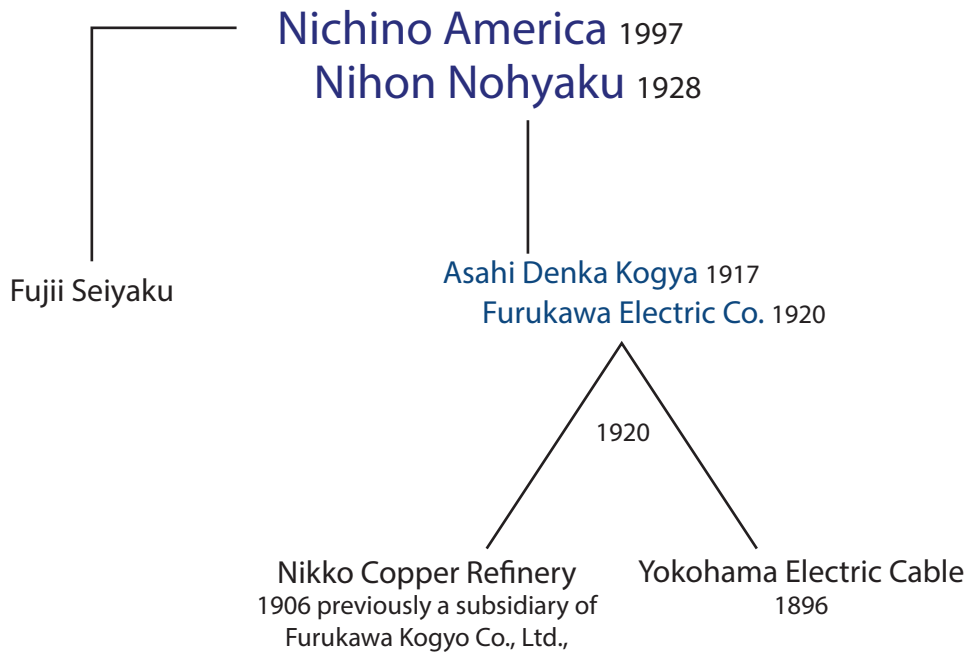 Nichino America 1997
Nihon Nohyaku 1928
Fujii Seiyaku
Asahi Denka Kogya 1917
Furukawa Electric Co. 1920
1920
Nikko Copper Refinery
1906 previously a subsidiary of
Furukawa Kogyo Co., Ltd.,
Yokohama Electric Cable
1896